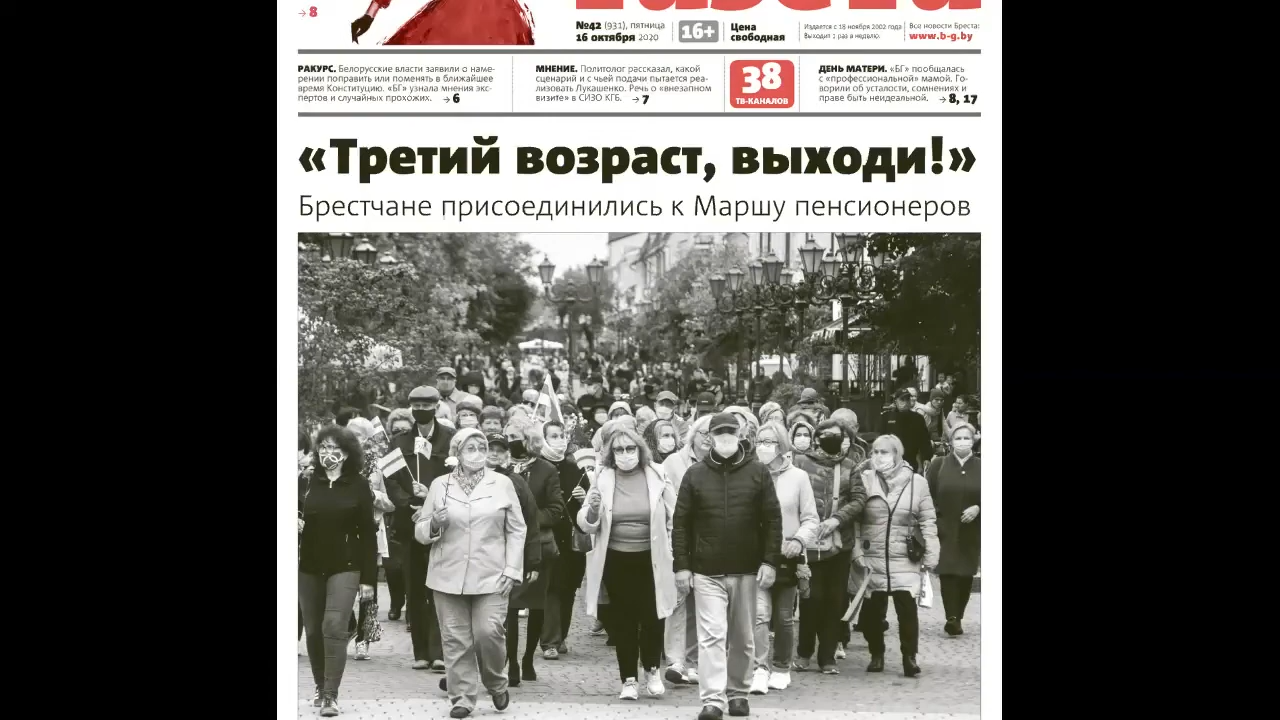 газета
→ 8
№42 (931), пятница
16 октября 2020
16+
Цена
свободная
Издается с 18 ноября 2002 года
Выходит 1 раз в неделю.
Все новости Бреста:
www.b-g.by
РАКУРС. Белорусские власти заявили о наме-
рении поправить или поменять в ближайшее
время Конституцию. «БГ» узнала мнения экс-
пертов и случайных прохожих. → 6
МНЕНИЕ. Политолог рассказал, какой
сценарий и с чьей подачи пытается реа-
лизовать Лукашенко. Речь о «внезапном
визите» в СИЗО КГБ. → 7
38
ТВ-КАНАЛОВ
ДЕНЬ МАТЕРИ. «БГ» пообщалась
с «профессиональной» мамой. Го-
ворили об усталости, сомнениях и
праве быть неидеальной. → 8, 17
«Третий возраст, выходи!»
Брестчане присоединились к Маршу пенсионеров